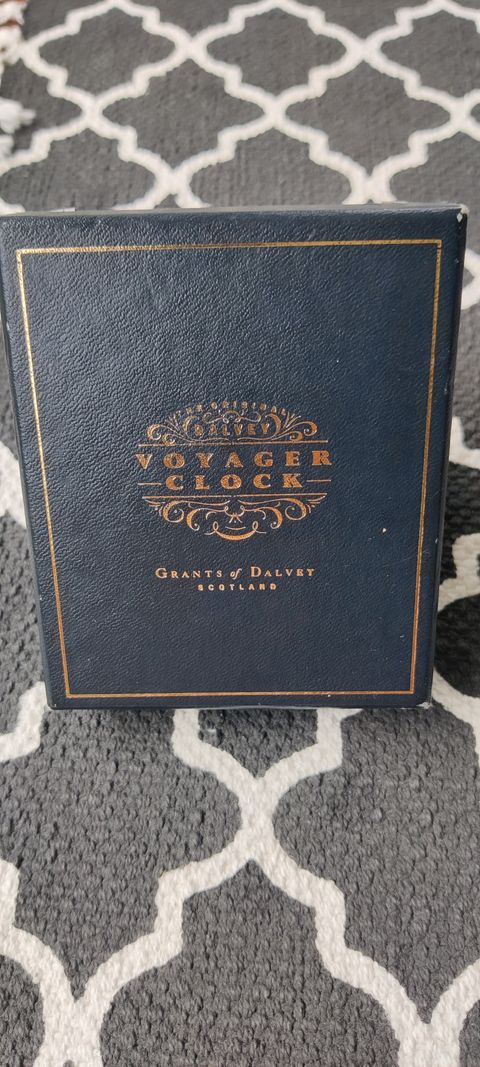 THE ORIGINAL
DALVEY
VOYAGER
CLOCK
GRANTS of DALVEY
SCOTLAND